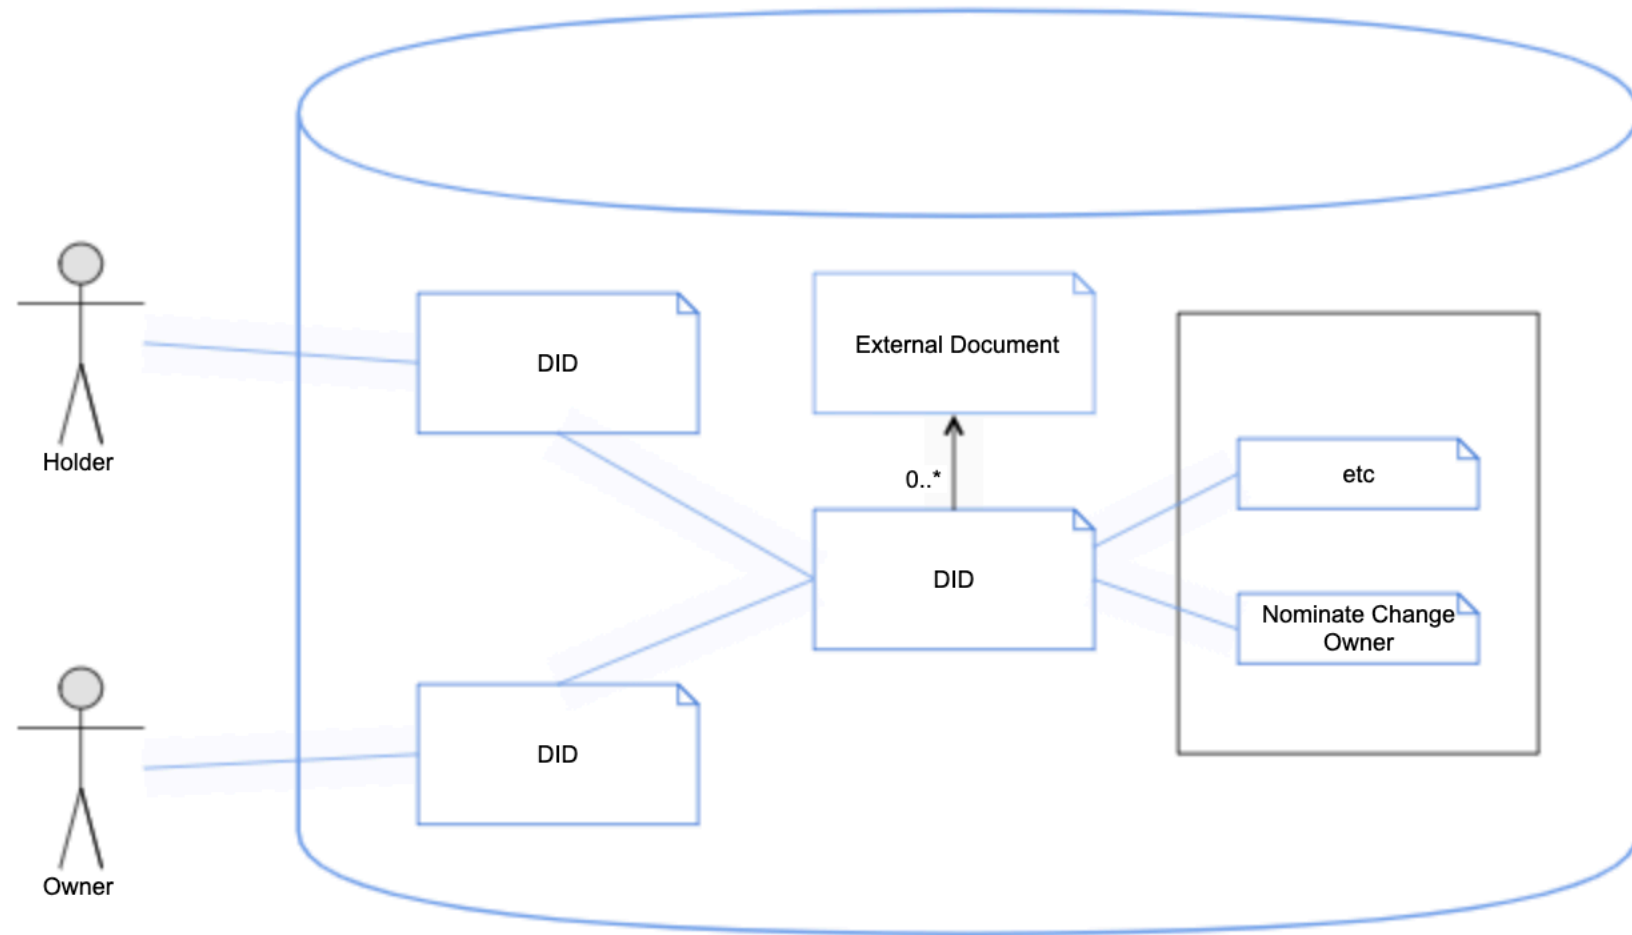 External Document
DID
Holder
etc
0..*
DID
Nominate Change
Owner
DID
Owner